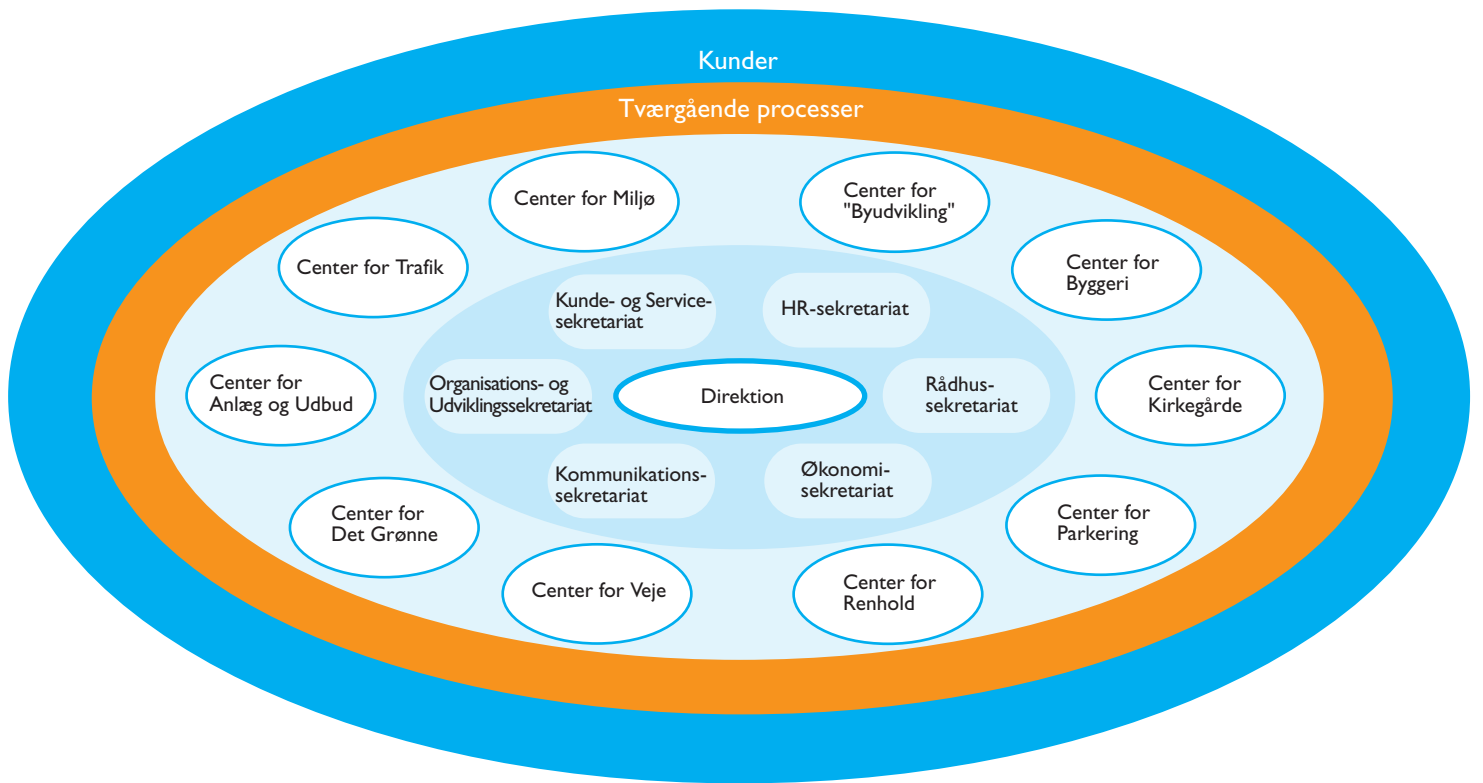 Kunder
Tværgående processer
Center for Miljø
Center for
"Byudvikling"
Center for Trafik
Center for
Byggeri
Kunde- og Service-
sekretariat
HR-sekretariat
Center for
Anlæg og Udbud
Organisations- og
Udviklingssekretariat
Direktion
Rådhus-
sekretariat
Center for
Kirkegårde
Kommunikations-
sekretariat
Økonomi-
sekretariat
Center for
Det Grønne
Center for
Parkering
Center for Veje
Center for
Renhold